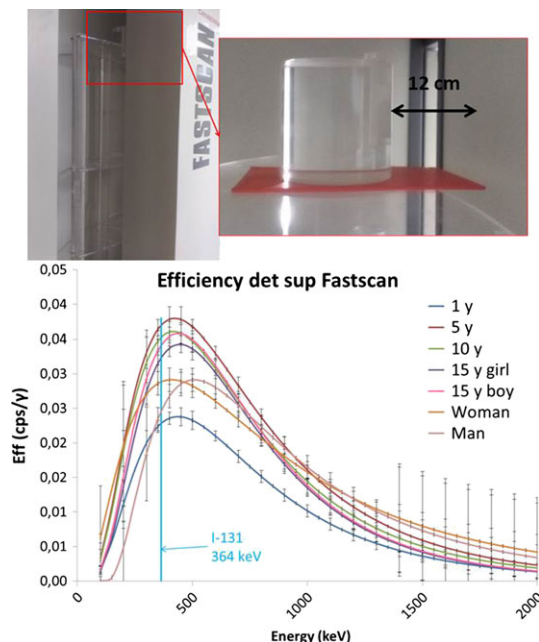 FASTSCAN
12 cm
Efficiency det sup Fastscan
0,05
0,04
0,04
0,03
0,03
0,02
0,02
0,01
0,01
0,00
Eff (cps/γ)
1 y
5 y
10 y
15 y girl
15 y boy
Woman
Man
I-131
364 keV
0
500
1000
1500
2000
Energy (keV)